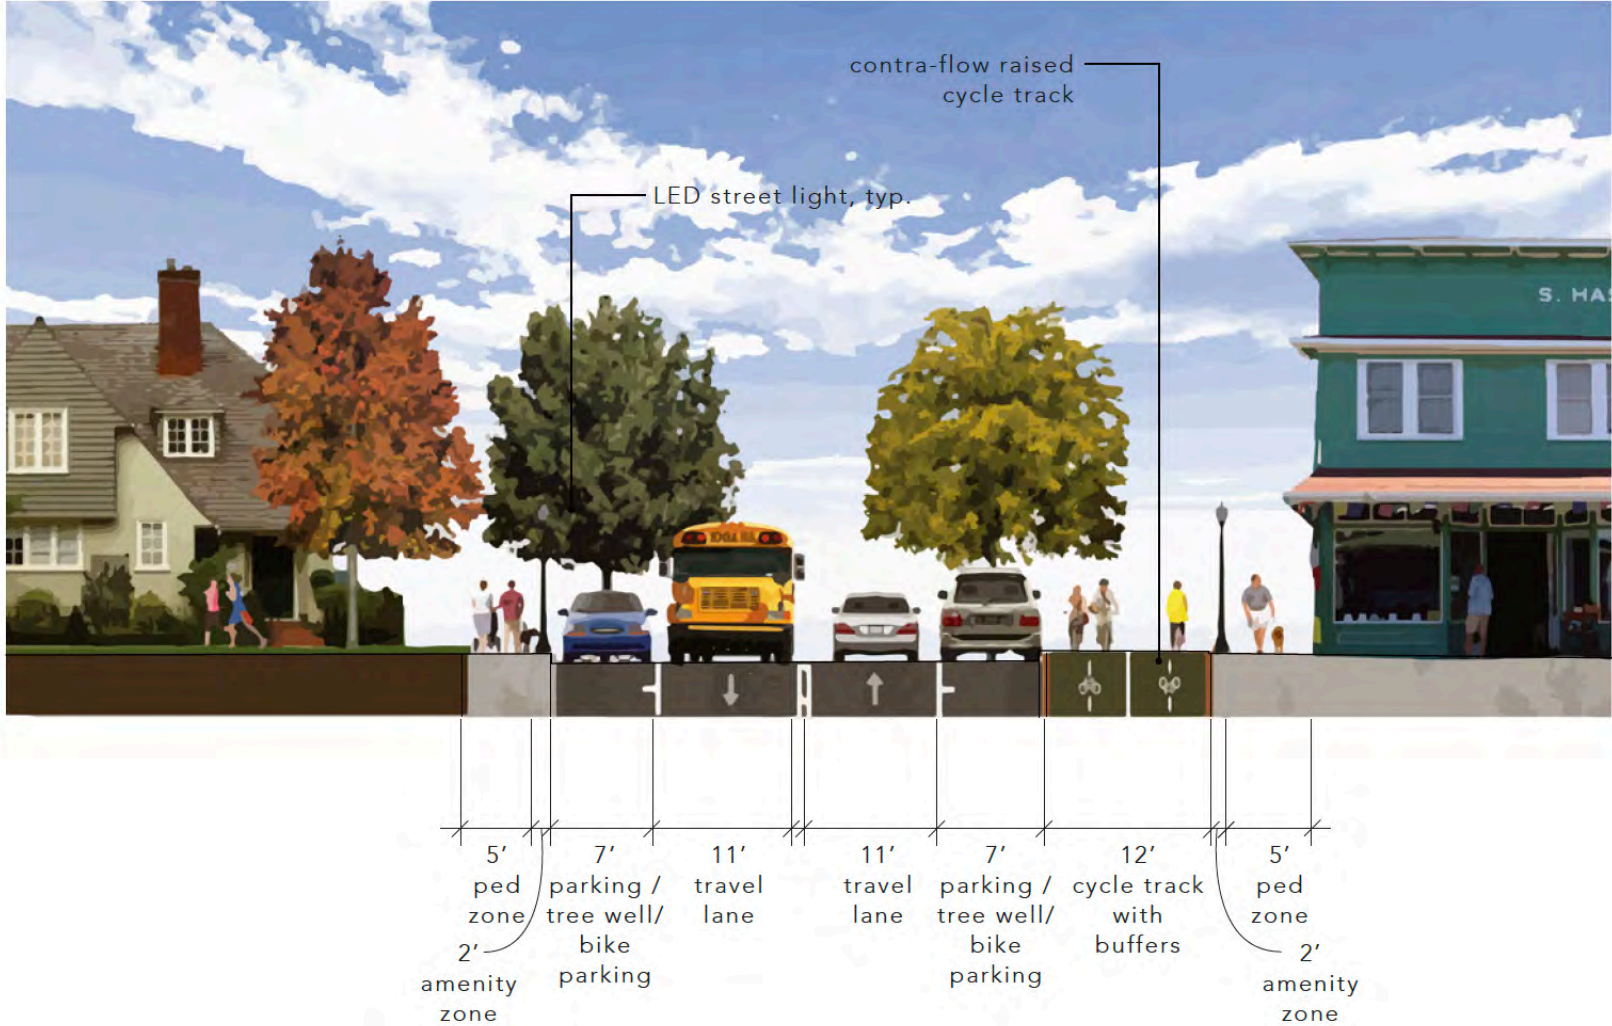 contra-flow raised
cycle track
LED street light, typ.
S. HAS
5’
ped
zone
2’
amenity
zone
7’
parking /
tree well/
bike
parking
11’
travel
lane
11’
travel
lane
7’
parking /
tree well/
bike
parking
12’
cycle track
with
buffers
5’
ped
zone
2’
amenity
zone